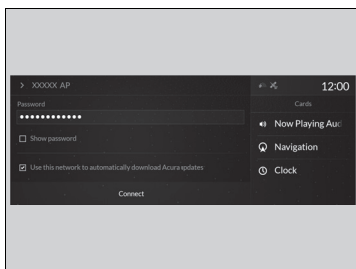 > XXXXX AP
12:00
Password
Cards
●●●●●●●●●●●●
Now Playing Aud
Show password
Navigation
Use this network to automatically download Acura updates
Clock
Connect